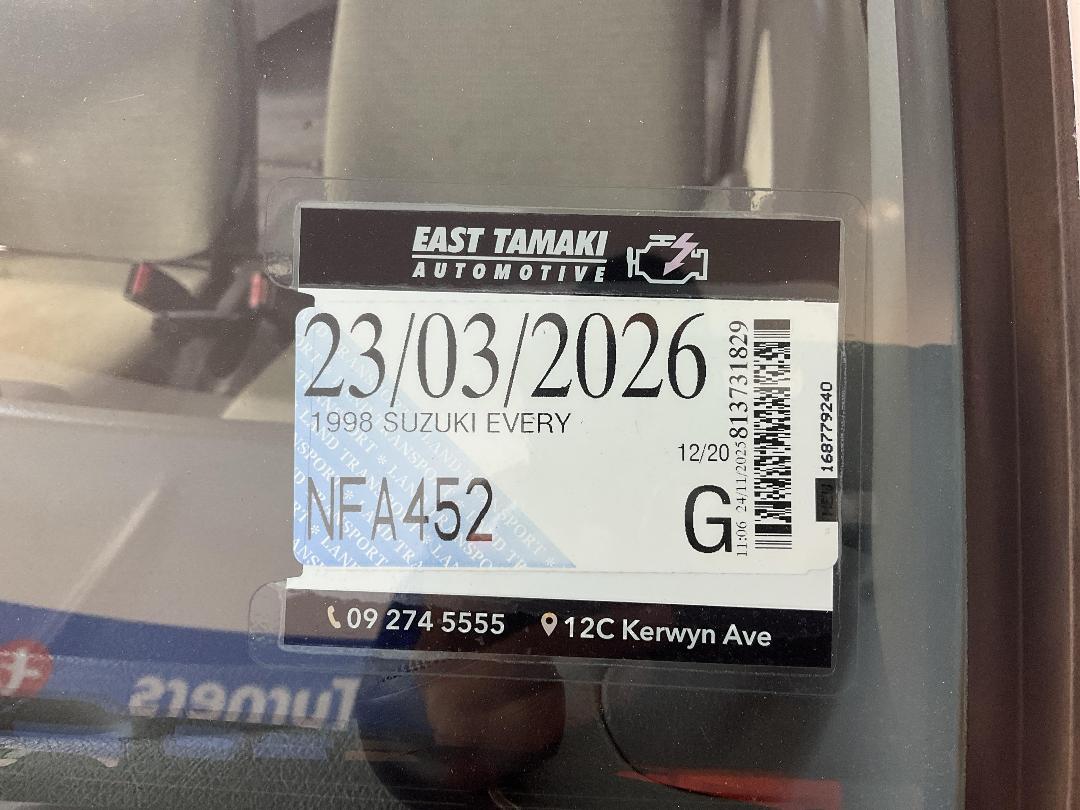 EAST TAMAKI
AUTOMOTIVE
23/03/2026
1998 SUZUKI EVERY
12/20
NFA452
G
11:06 24/11/2025 813731829
168779240
09 274 5555 12C Kerwyn Ave
Turners